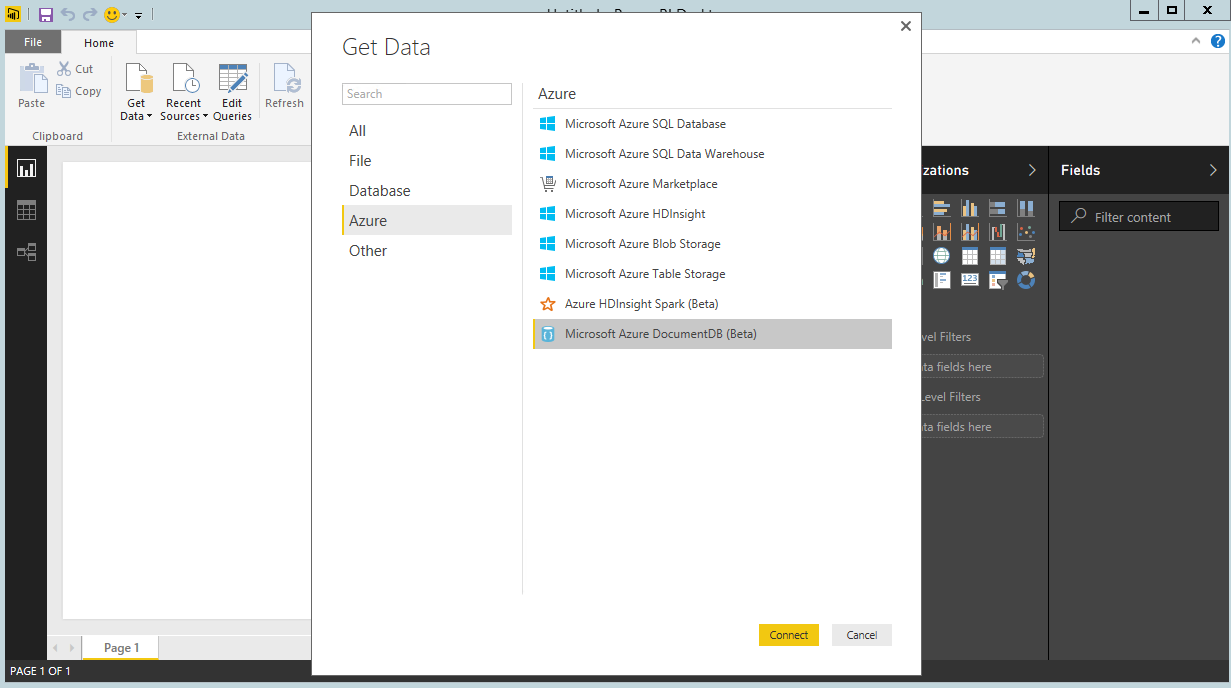 File
Home
Paste
Cut
Copy
Clipboard
Get
Data
Recent
Sources
Edit
Queries
External Data
Refresh
Get Data
Search
All
File
Database
Azure
Other
Azure
Microsoft Azure SQL Database
Microsoft Azure SQL Data Warehouse
Microsoft Azure Marketplace
Microsoft Azure HDInsight
Microsoft Azure Blob Storage
Microsoft Azure Table Storage
Azure HDInsight Spark (Beta)
Microsoft Azure DocumentDB (Beta)
Connect
Cancel
zations
123
vel Filters
ta fields here
Level Filters
ta fields here
Fields
Filter content
Page 1
PAGE 1 OF 1